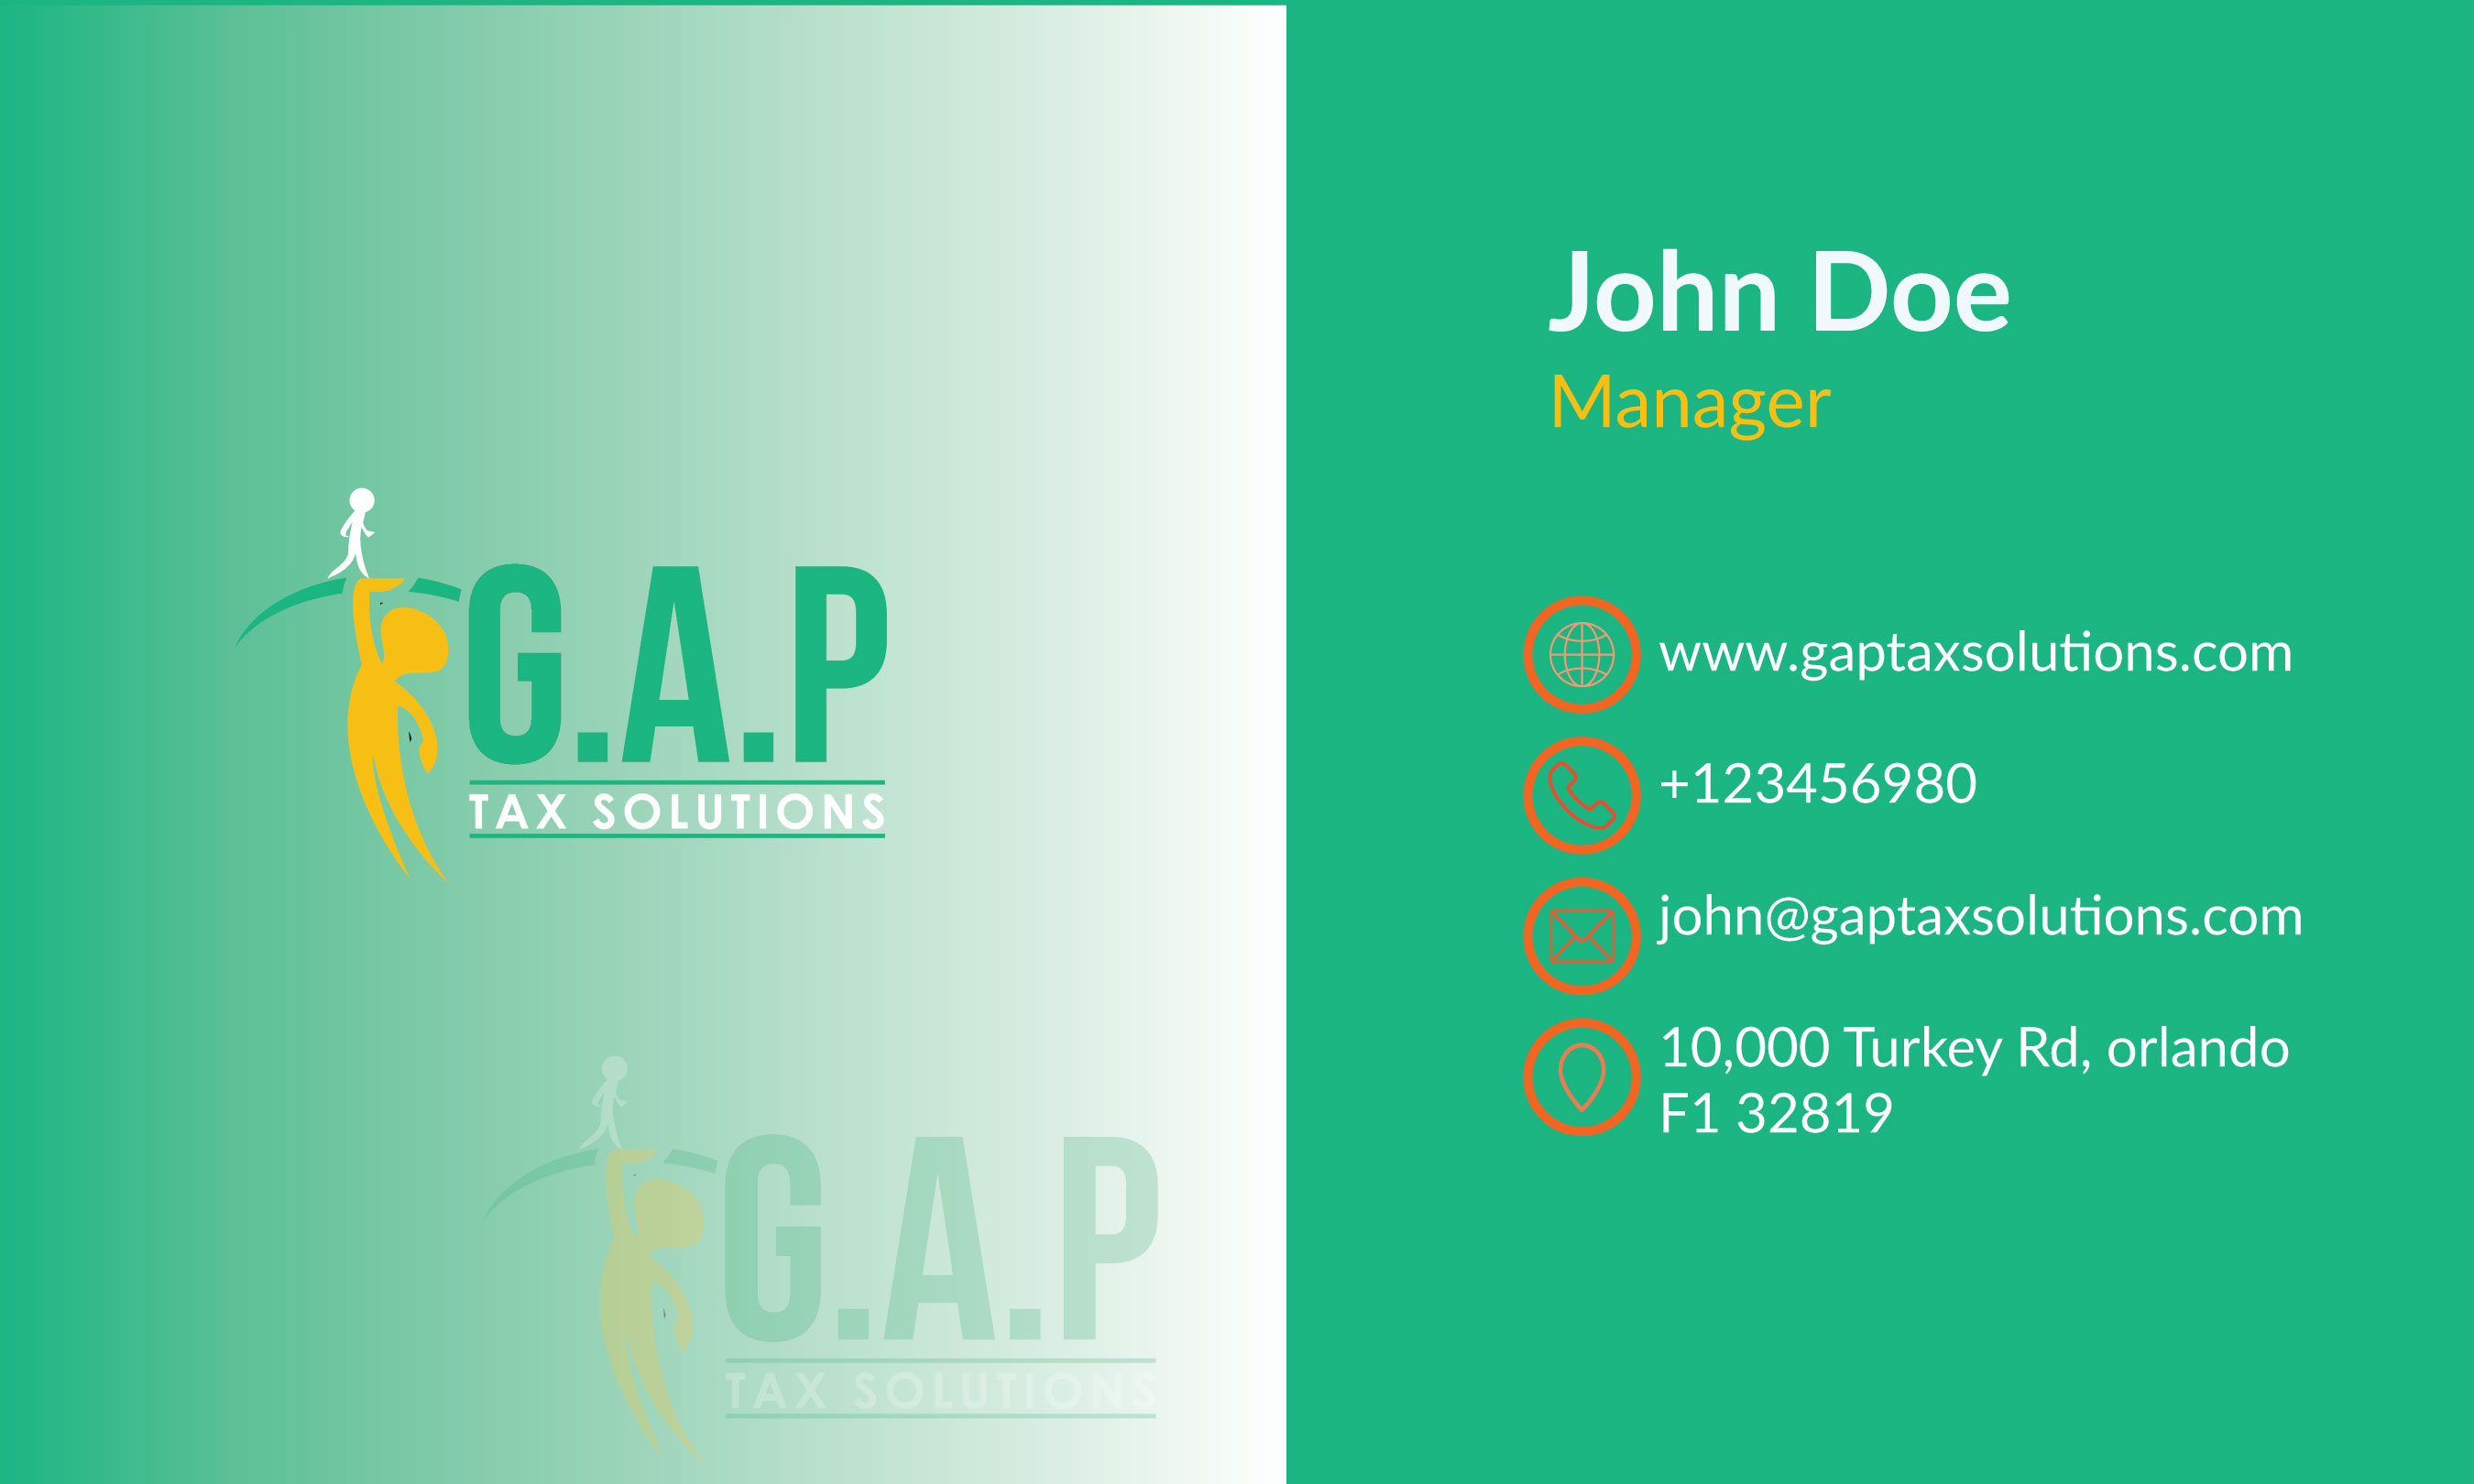 G.A.P
TAX SOLUTIONS
G.A.P
TAX SOLUTIONS
John Doe
Manager
www.gaptaxsolutions.com
+123456980
john@gaptaxsolutions.com
10,000 Turkey Rd, orlando
F1 32819